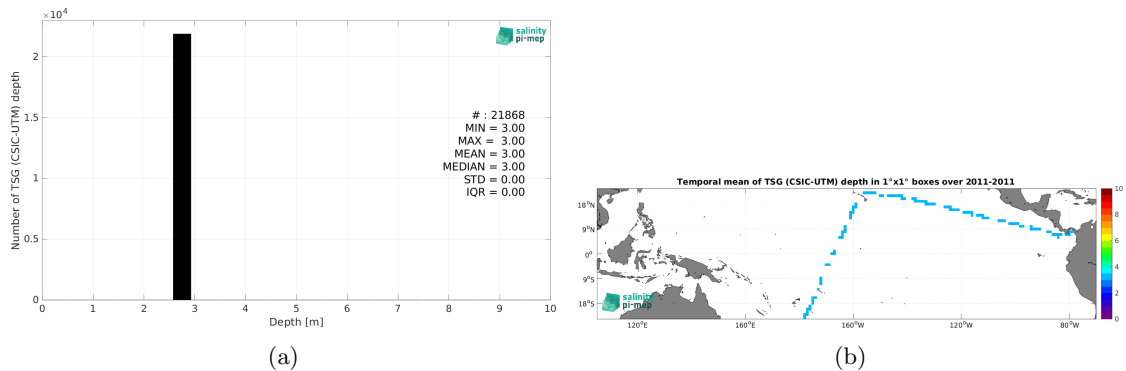 ×10⁴
2
1.5
1
0.5
0
Number of TSG (CSIC-UTM) depth
salinity
pi-mep
# : 21868
MIN = 3.00
MAX = 3.00
MEAN = 3.00
MEDIAN = 3.00
STD = 0.00
IQR = 0.00
0 1 2 3 4 5 6 7 8 9 10
Depth [m]
(a)
Temporal mean of TSG (CSIC-UTM) depth in 1°x1° boxes over 2011-2011
18°N
9°N
0°
9°S
18°S
salinity
pi-mep
120°E 160°E 160°W 120°W 80°W
10
8
6
4
2
0
(b)